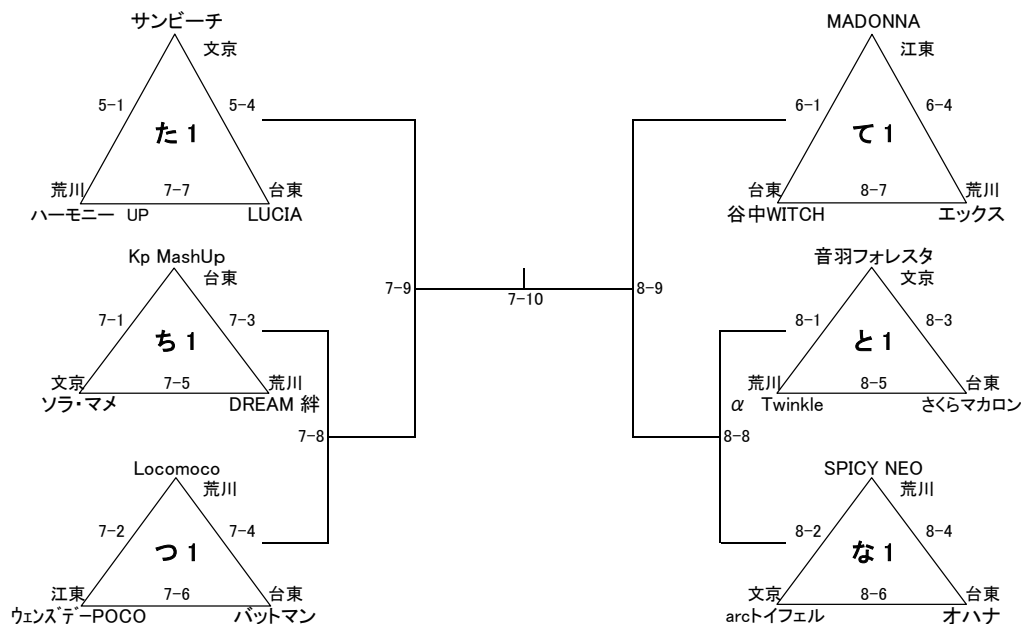 サンビーチ
文京
5-1
5-4
た 1
荒川
7-7
台東
ハーモニー UP
LUCIA
Kp MashUp
台東
7-1
7-3
ち 1
文京
7-5
荒川
ソラ・マメ
DREAM 絆
Locomoco
荒川
7-2
7-4
つ 1
江東
7-6
台東
ウェンズデーPOCO
バットマン
7-8
7-9
7-10
8-9
8-8
MADONNA
江東
6-1
6-4
て 1
台東
8-7
荒川
谷中WITCH
エックス
音羽フォレスタ
文京
8-1
8-3
と 1
荒川
8-5
台東
α Twinkle
さくらマカロン
SPICY NEO
荒川
8-2
8-4
な 1
文京
8-6
台東
arcトイフェル
オハナ